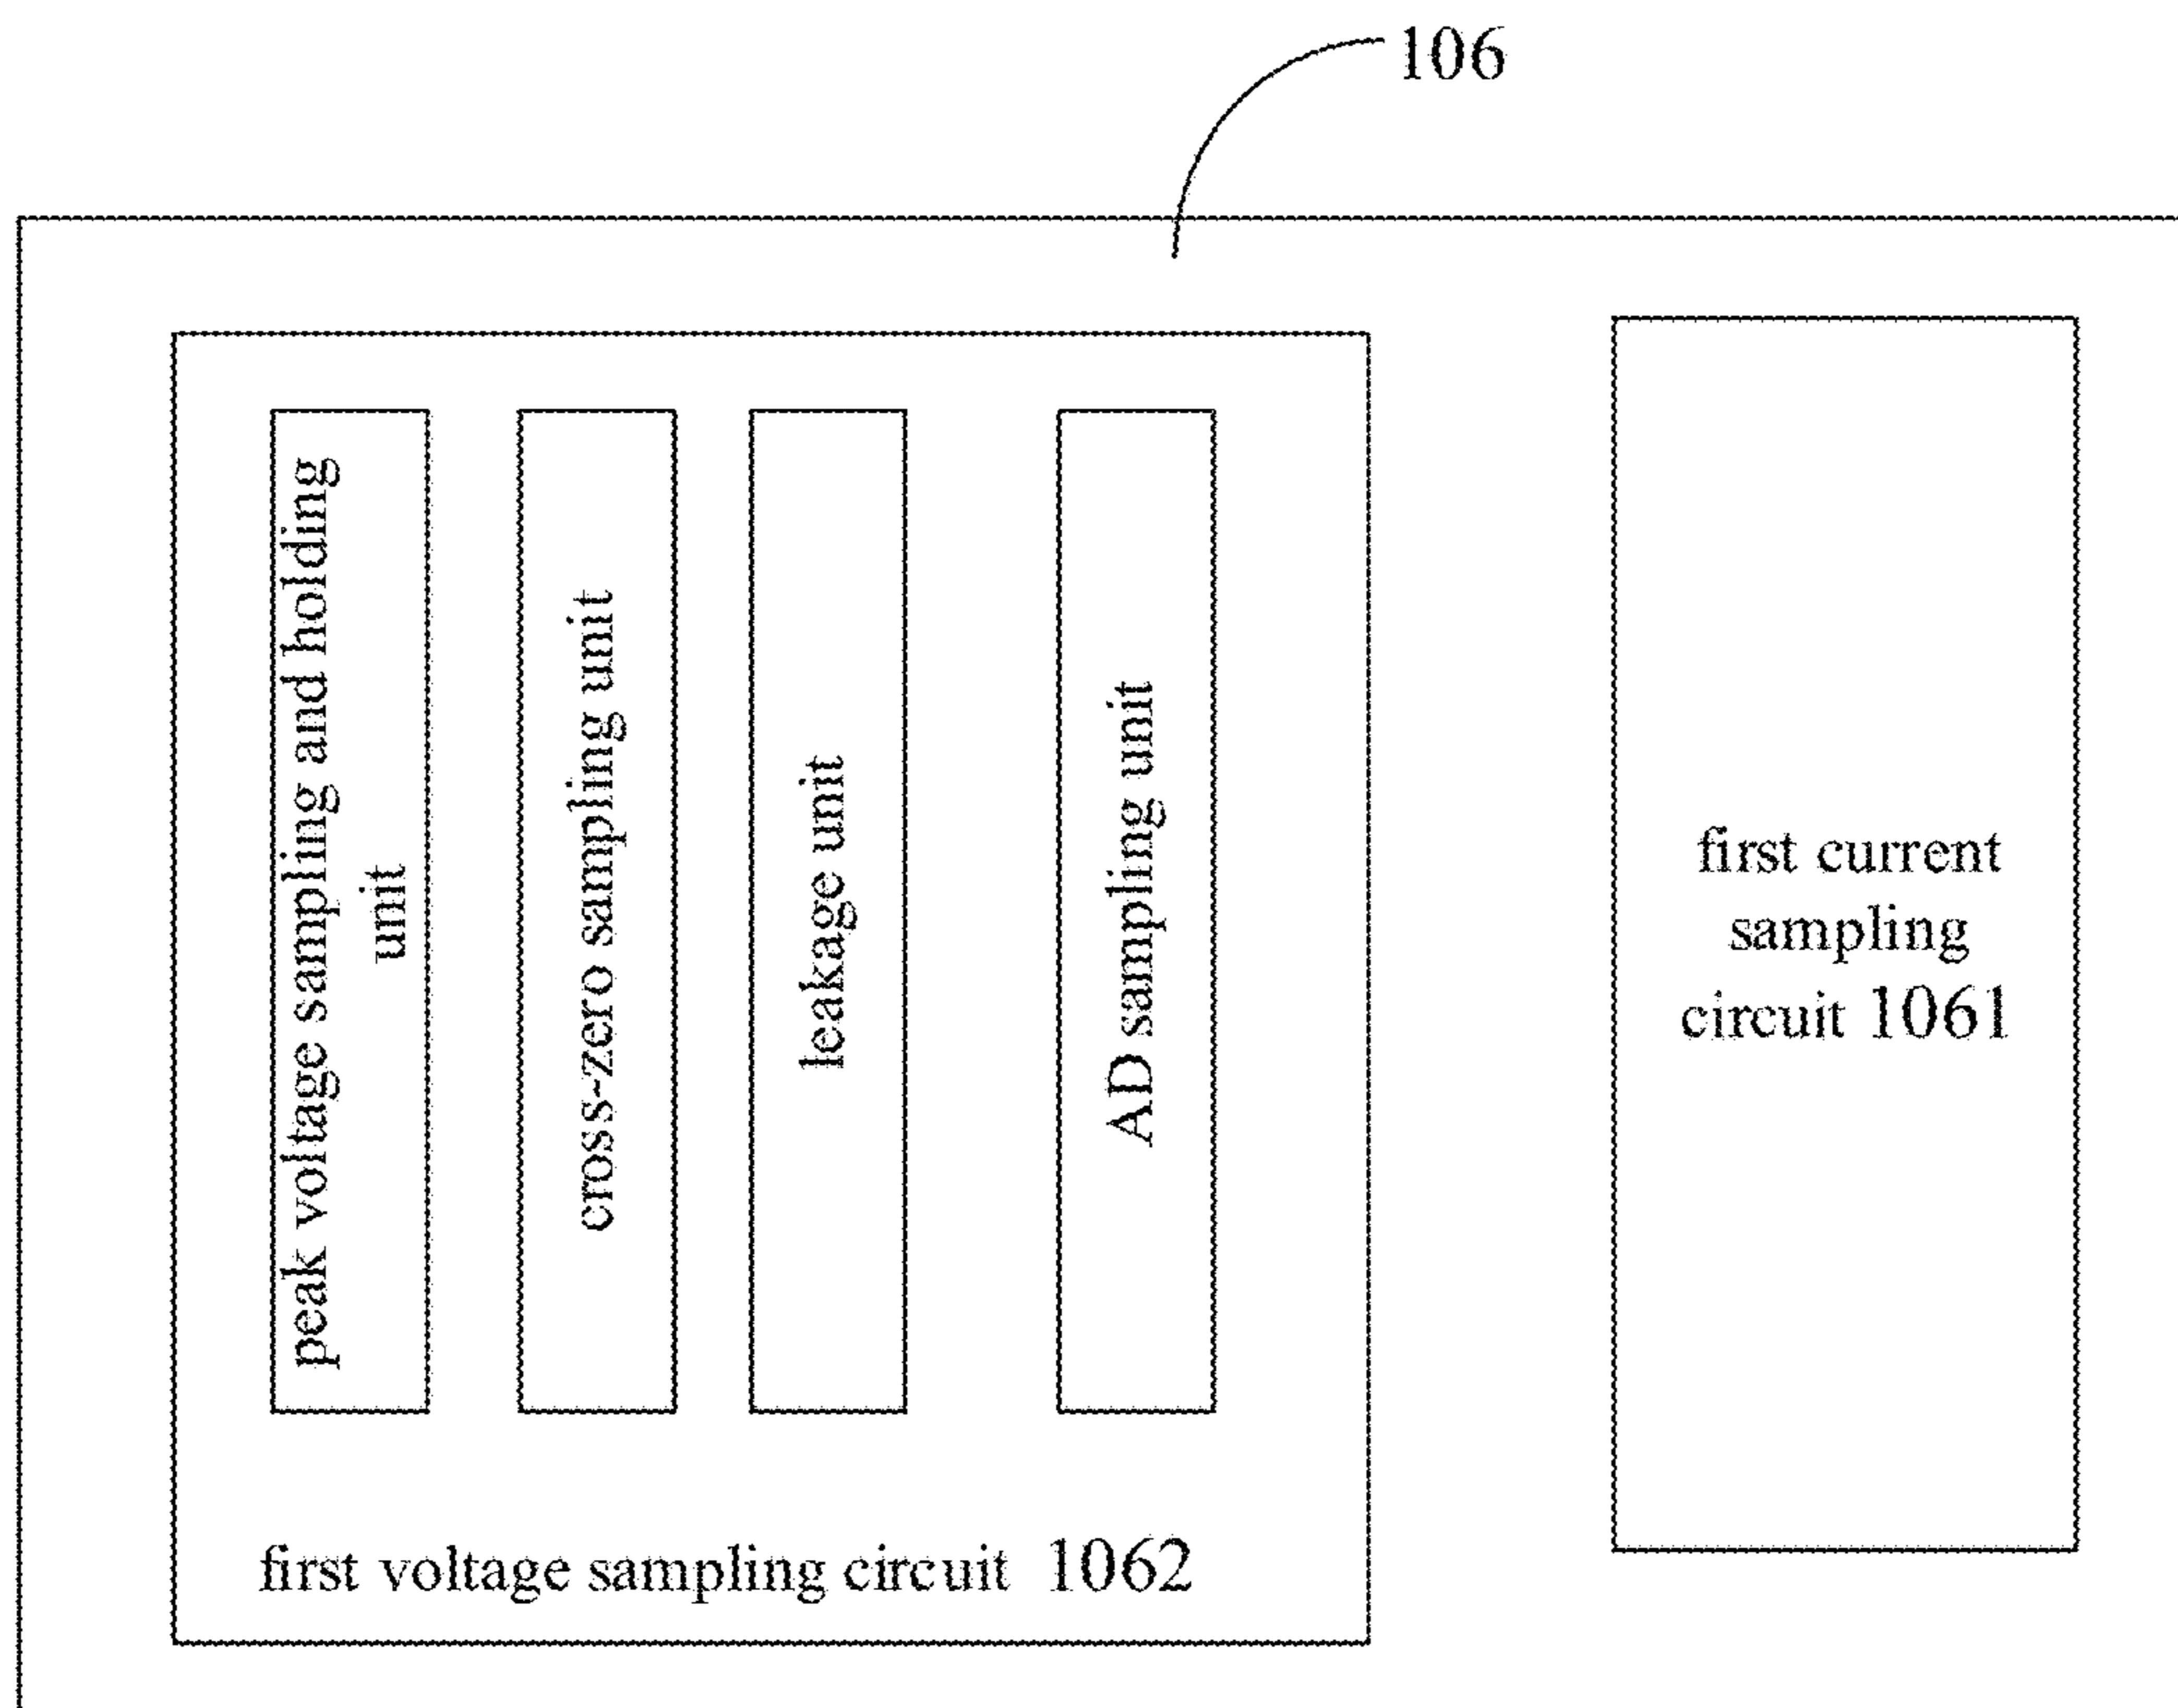 106
peak voltage sampling and holding
unit
cross-zero sampling unit
leakage unit
AD sampling unit
first current
sampling
circuit 1061
first voltage sampling circuit 1062